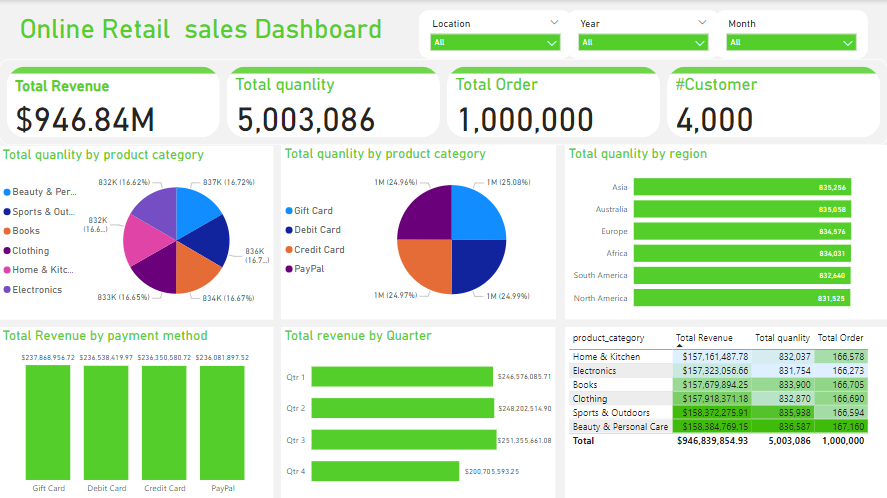 Online Retail  sales Dashboard
Location
All
Year
All
Month
All
Total Revenue
$946.84M
Total quanlity
5,003,086
Total Order
1,000,000
#Customer
4,000
Total quanlity by product category
Beauty & Per...
Sports & Out...
Books
Clothing
Home & Kitc...
Electronics
832K (16.62%)
837K (16.72%)
832K
(16.6...)
836K
(16.7...)
833K (16.65%)
834K (16.67%)
Total quanlity by product category
Gift Card
Debit Card
Credit Card
PayPal
1M (24.96%)
1M (25.08%)
1M (24.97%)
1M (24.99%)
Total quanlity by region
Asia 835,256
Australia 835,058
Europe 834,576
Africa 834,031
South America 832,640
North America 831,525
Total Revenue by payment method
$237,868,956.72 $236,538,419.97 $236,350,580.72 $236,081,897.52
Gift Card Debit Card Credit Card PayPal
Total revenue by Quarter
Qtr 1 $246,576,085.71
Qtr 2 $248,202,514.90
Qtr 3 $251,355,661.08
Qtr 4 $200,705,593.25
product_category Total Revenue Total quanlity Total Order
Home & Kitchen $157,161,487.78 832,037 166,578
Electronics $157,323,056.66 831,754 166,273
Books $157,679,894.25 833,900 166,705
Clothing $157,918,371.18 832,870 166,690
Sports & Outdoors $158,372,275.91 835,938 166,594
Beauty & Personal Care $158,384,769.15 836,587 167,160
Total $946,839,854.93 5,003,086 1,000,000